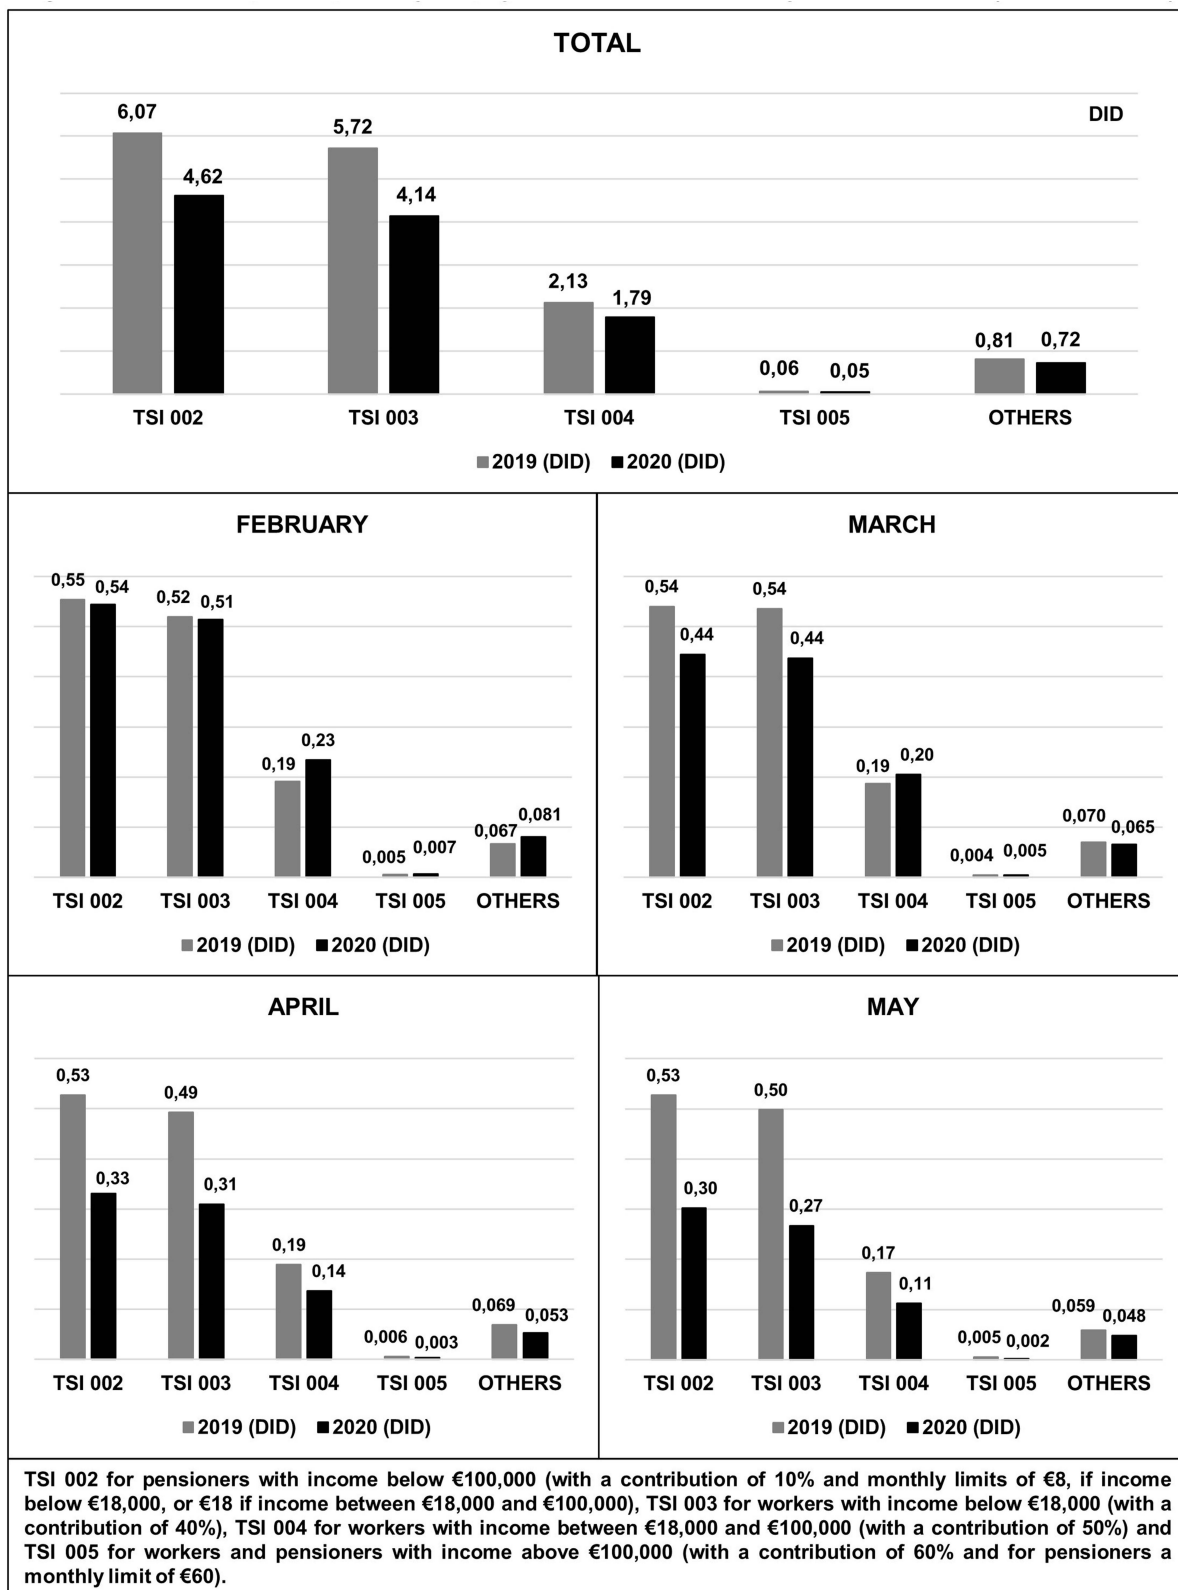 TOTAL
DID
6,07
4,62
5,72
4,14
2,13
1,79
0,06
0,05
0,81
0,72
TSI 002
TSI 003
TSI 004
TSI 005
OTHERS
2019 (DID)
2020 (DID)
FEBRUARY
0,55
0,54
0,52
0,51
0,19
0,23
0,005
0,007
0,067
0,081
TSI 002
TSI 003
TSI 004
TSI 005
OTHERS
2019 (DID)
2020 (DID)
MARCH
0,54
0,44
0,54
0,44
0,19
0,20
0,004
0,005
0,070
0,065
TSI 002
TSI 003
TSI 004
TSI 005
OTHERS
2019 (DID)
2020 (DID)
APRIL
0,53
0,33
0,49
0,31
0,19
0,14
0,006
0,003
0,069
0,053
TSI 002
TSI 003
TSI 004
TSI 005
OTHERS
2019 (DID)
2020 (DID)
MAY
0,53
0,30
0,50
0,27
0,17
0,11
0,005
0,002
0,059
0,048
TSI 002
TSI 003
TSI 004
TSI 005
OTHERS
2019 (DID)
2020 (DID)
TSI 002 for pensioners with income below €100,000 (with a contribution of 10% and monthly limits of €8, if income
below €18,000, or €18 if income between €18,000 and €100,000), TSI 003 for workers with income below €18,000 (with a
contribution of 40%), TSI 004 for workers with income between €18,000 and €100,000 (with a contribution of 50%) and
TSI 005 for workers and pensioners with income above €100,000 (with a contribution of 60% and for pensioners a
monthly limit of €60).